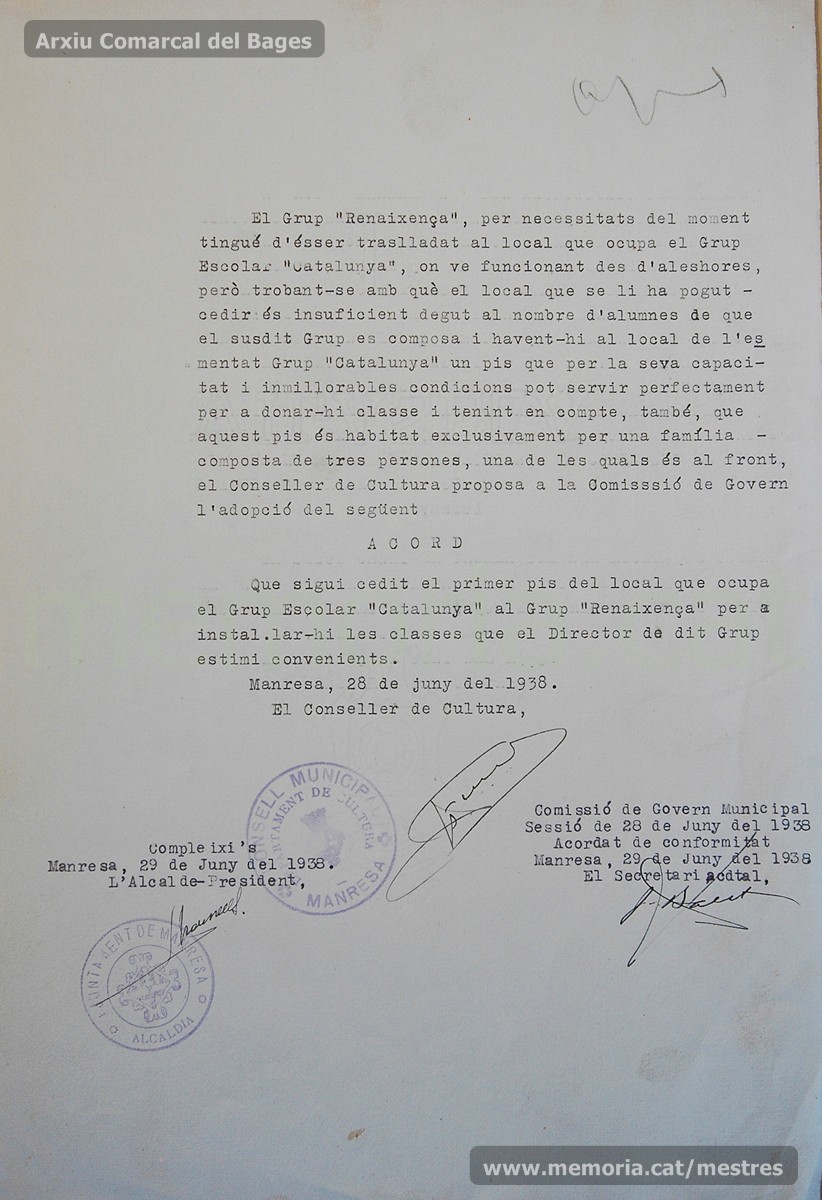 Arxiu Comarcal del Bages
El Grup "Renaixença", per necessitats del moment
tingué d'ésser traslladat al local que ocupa el Grup
Escolar "Catalunya", on ve funcionant des d'aleshores,
però trobant-se amb què el local que se li ha pogut -
cedir és insuficient degut al nombre d'alumnes de que
el susdit Grup es composa i havent-hi al local de l'es
mentat Grup "Catalunya" un pis que per la seva capaci-
tat i inmillorables condicions pot servir perfectament
per a donar-hi classe i tenint en compte, també, que
aquest pis és habitat exclusivament per una família -
composta de tres persones, una de les quals és al front,
el Conseller de Cultura proposa a la Comisssió de Govern
l'adopció del següent
A C O R D
Que sigui cedit el primer pis del local que ocupa
el Grup Escolar "Catalunya" al Grup "Renaixença" per a
instal.lar-hi les classes que el Director de dit Grup
estimi convenients.
Manresa, 28 de juny del 1938.
El Conseller de Cultura,
CONSELL MUNICIPAL
DEPARTAMENT DE CULTURA
MANRESA
Compleixi's
Manresa, 29 de Juny del 1938.
L'Alcalde-President,
AJUNTAMENT DE MANRESA
ALCALDIA
Comissió de Govern Municipal
Sessió de 28 de Juny del 1938
Acordat de conformitat
Manresa, 29 de Juny del 1938
El Secretari acdtal,
www.memoria.cat/mestres